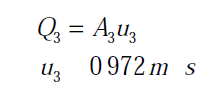 Q₃ = A₃u₃
u₃ 0 972 m s